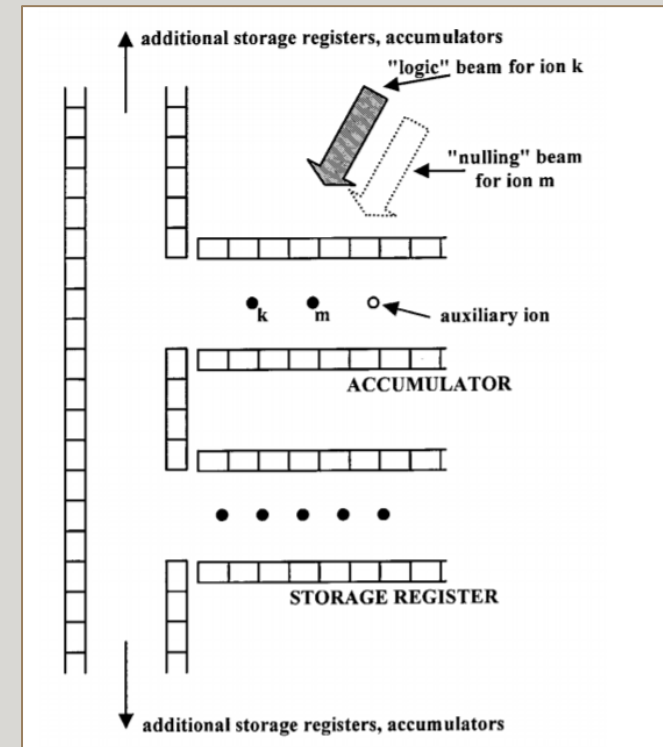 additional storage registers, accumulators
"logic" beam for ion k
"nulling" beam
for ion m
k
m
auxiliary ion
ACCUMULATOR
STORAGE REGISTER
additional storage registers, accumulators